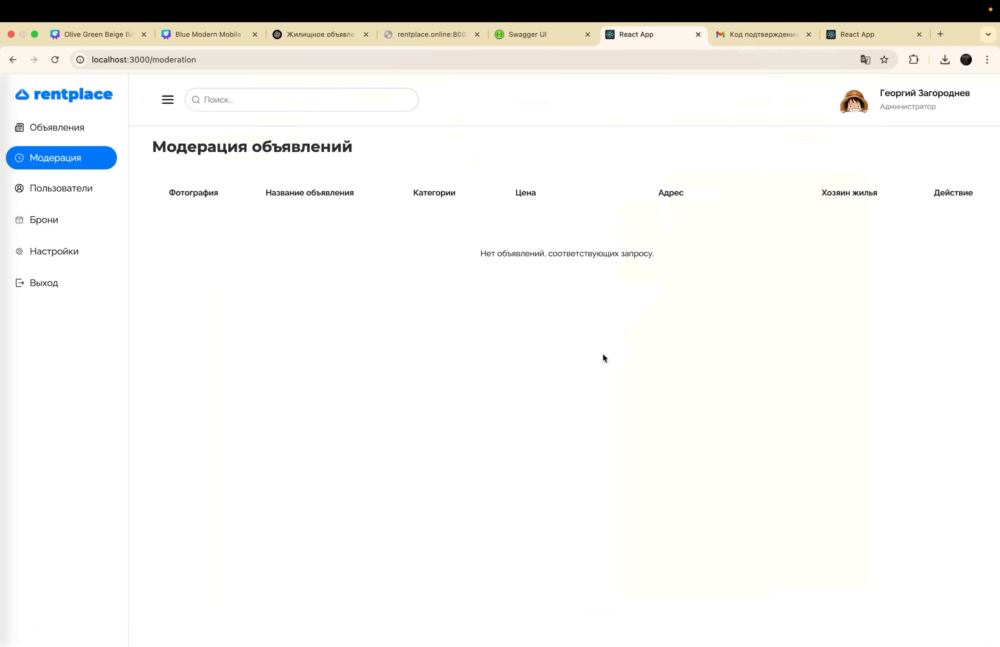 Olive Green Beige Bo
Blue Modern Mobile
Жилищное объявле
rentplace.online:808
Swagger UI
React App
Код подтверждения
React App
localhost:3000/moderation
rentplace
Поиск...
Георгий Загороднев
Администратор
Объявления
Модерация
Пользователи
Брони
Настройки
Выход
Модерация объявлений
Фотография Название объявления Категории Цена Адрес Хозяин жилья Действие
Нет объявлений, соответствующих запросу.